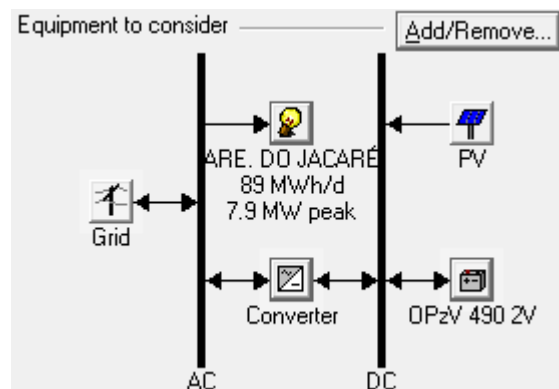 Equipment to consider
Add/Remove...
ARE. DO JACARÉ
89 MWh/d
7.9 MW peak
PV
Grid
Converter
OPzV 490 2V
AC
DC